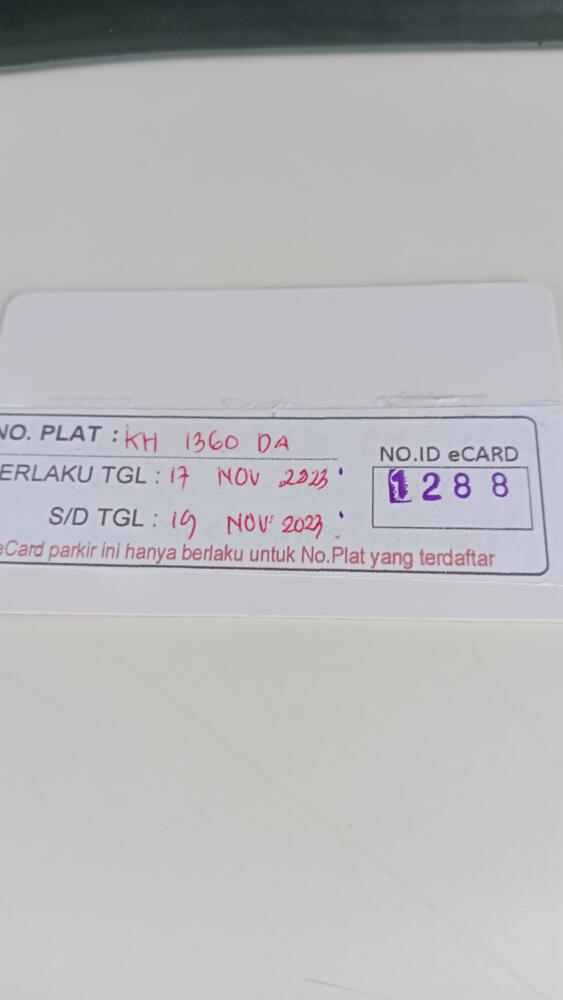 NO. PLAT : KH 1360 DA
ERLAKU TGL : 17 NOV 2023
S/D TGL : 19 NOV 2023
NO.ID eCARD
1288
eCard parkir ini hanya berlaku untuk No.Plat yang terdaftar